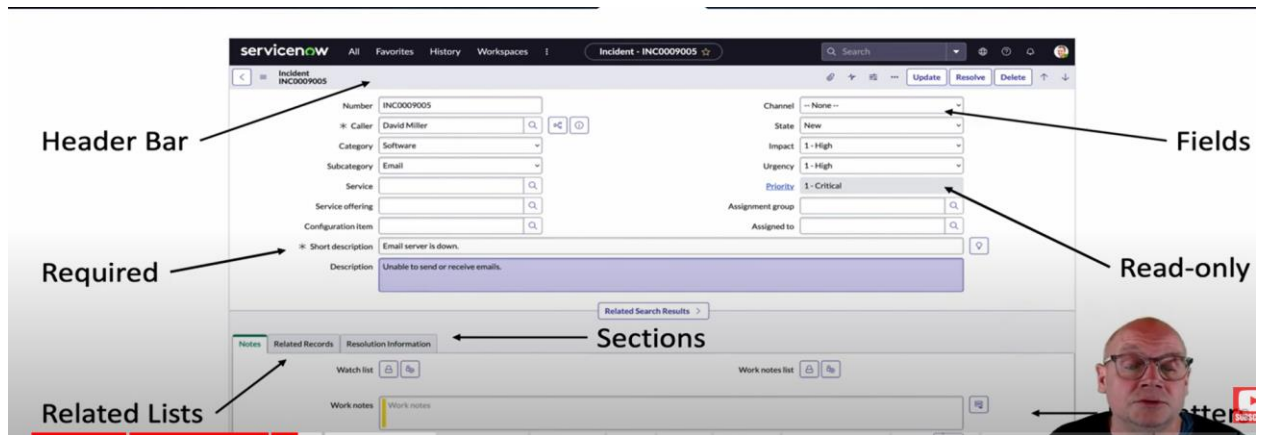 servicenow All Favorites History Workspaces Incident - INC0009005 Search
Incident
INC0009005
Update Resolve Delete
Number INC0009005 Channel -- None --
Header Bar
Fields
* Caller David Miller State New
Category Software Impact 1 - High
Subcategory Email Urgency 1 - High
Service Priority 1 - Critical
Service offering Assignment group
Configuration item Assigned to
* Short description Email server is down.
Required
Read-only
Description Unable to send or receive emails.
Related Search Results >
Sections
Notes Related Records Resolution Information
Watch list Work notes list
Related Lists
Work notes Work notes